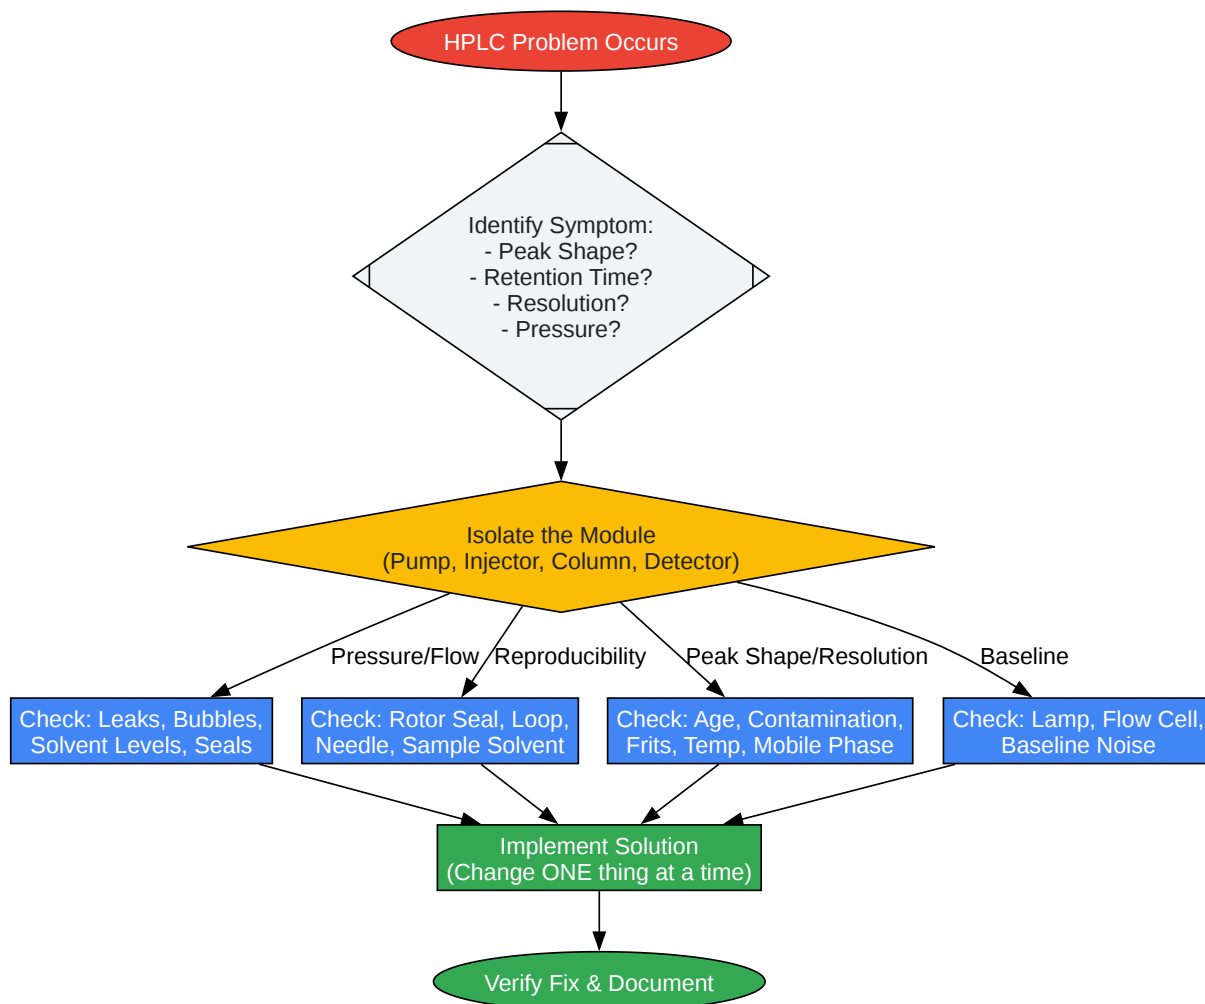 HPLC Problem Occurs
Identify Symptom:
- Peak Shape?
- Retention Time?
- Resolution?
- Pressure?
Isolate the Module
(Pump, Injector, Column, Detector)
Pressure/Flow
Reproducibility
Peak Shape/Resolution
Baseline
Check: Leaks, Bubbles,
Solvent Levels, Seals
Check: Rotor Seal, Loop,
Needle, Sample Solvent
Check: Age, Contamination,
Frits, Temp, Mobile Phase
Check: Lamp, Flow Cell,
Baseline Noise
Implement Solution
(Change ONE thing at a time)
Verify Fix & Document